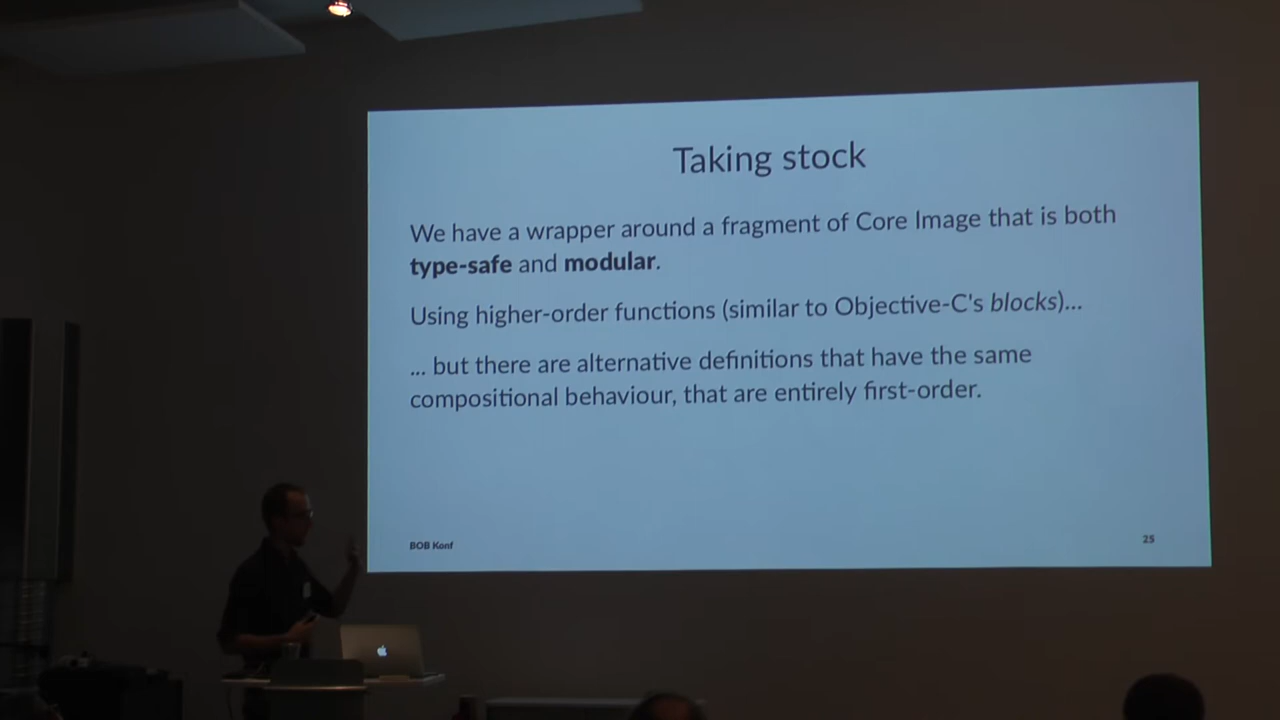 Taking stock
We have a wrapper around a fragment of Core Image that is both
type-safe and modular.
Using higher-order functions (similar to Objective-C's blocks)...
... but there are alternative definitions that have the same
compositional behaviour, that are entirely first-order.
BOB Konf
25